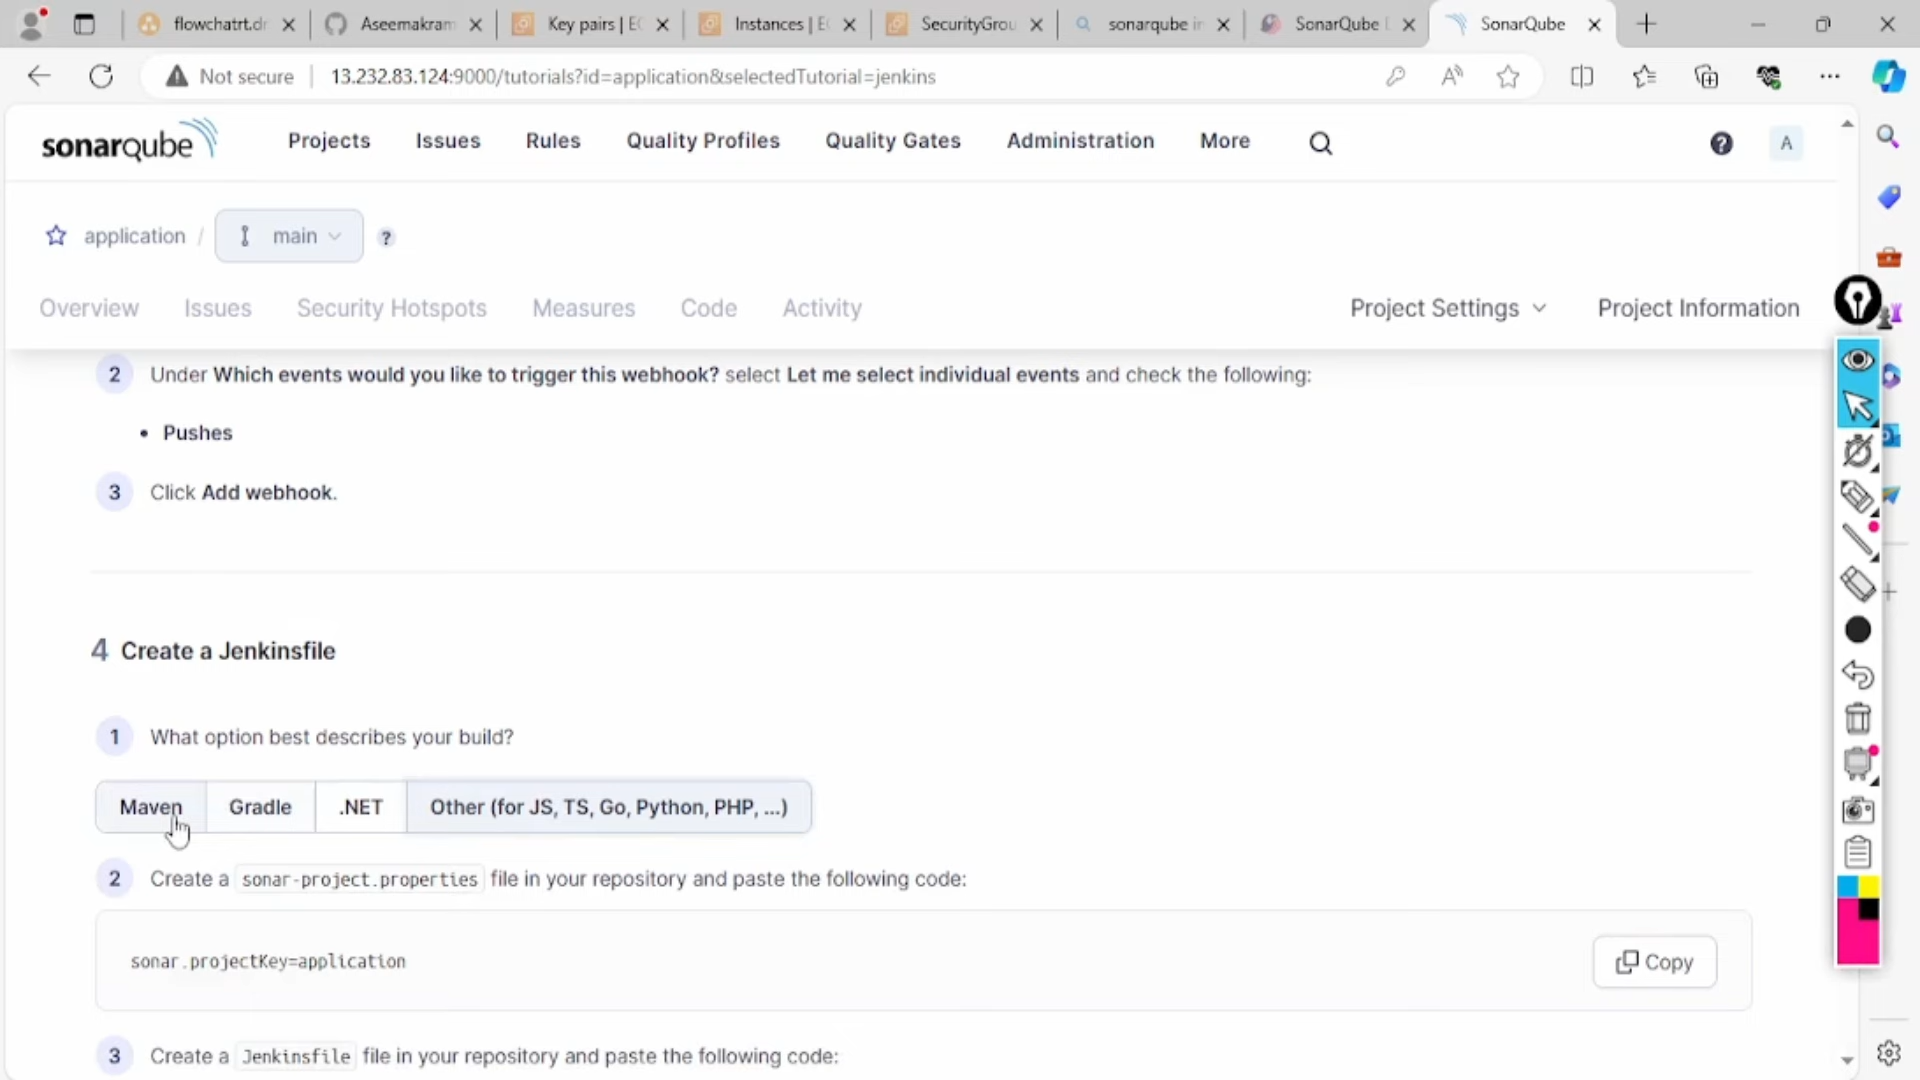 flowchatrt.dr
Aseemakram
Key pairs | EC
Instances | EC
SecurityGrou
sonarqube in
SonarQube
SonarQube
Not secure
13.232.83.124:9000/tutorials?id=application&selectedTutorial=jenkins
sonarqube
Projects
Issues
Rules
Quality Profiles
Quality Gates
Administration
More
?
A
application /
main
?
Overview
Issues
Security Hotspots
Measures
Code
Activity
Project Settings
Project Information
2 Under Which events would you like to trigger this webhook? select Let me select individual events and check the following:
• Pushes
3 Click Add webhook.
4 Create a Jenkinsfile
1 What option best describes your build?
Maven
Gradle
.NET
Other (for JS, TS, Go, Python, PHP, ...)
2 Create a sonar-project.properties file in your repository and paste the following code:
sonar.projectKey=application
Copy
3 Create a Jenkinsfile file in your repository and paste the following code: